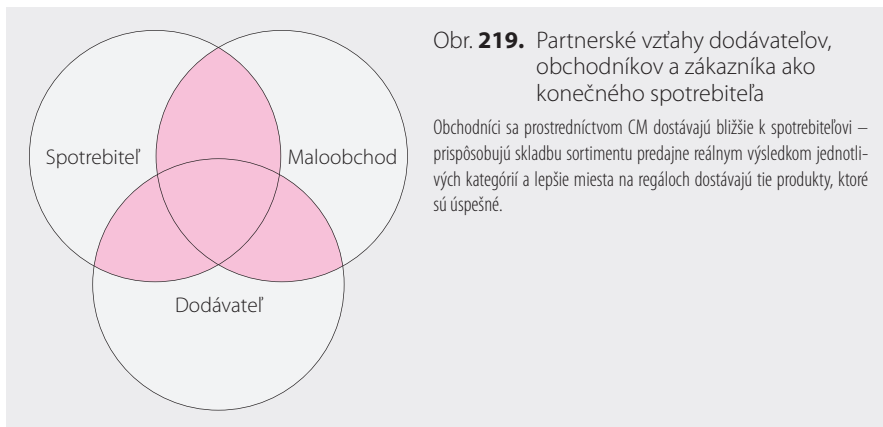 Spotrebiteľ
Maloobchod
Dodávateľ
Obr. 219. Partnerské vzťahy dodávateľov,
obchodníkov a zákazníka ako
konečného spotrebiteľa
Obchodníci sa prostredníctvom CM dostávajú bližšie k spotrebiteľovi –
prispôsobujú skladbu sortimentu predajne reálnym výsledkom jednotli-
vých kategórií a lepšie miesta na regáloch dostávajú tie produkty, ktoré
sú úspešné.